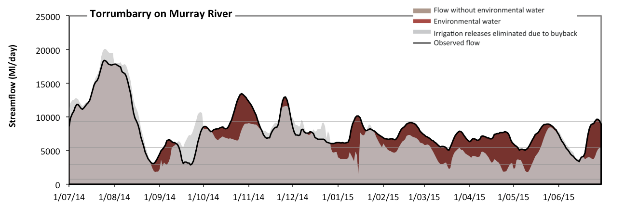 Torrumbarry on Murray River
Flow without environmental water
Environmental water
Irrigation releases eliminated due to buyback
Observed flow
Streamflow (Ml/day)
25000
20000
15000
10000
5000
0
1/07/14 1/08/14 1/09/14 1/10/14 1/11/14 1/12/14 1/01/15 1/02/15 1/03/15 1/04/15 1/05/15 1/06/15